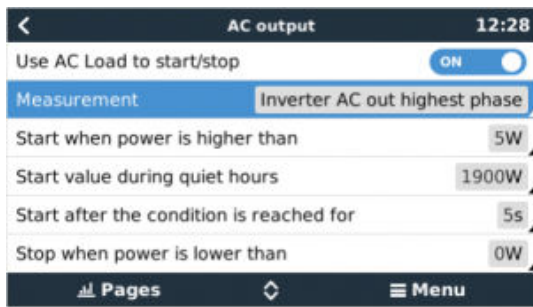 AC output 12:28
Use AC Load to start/stop ON
Measurement Inverter AC out highest phase
Start when power is higher than 5W
Start value during quiet hours 1900W
Start after the condition is reached for 5s
Stop when power is lower than 0W
Pages Menu